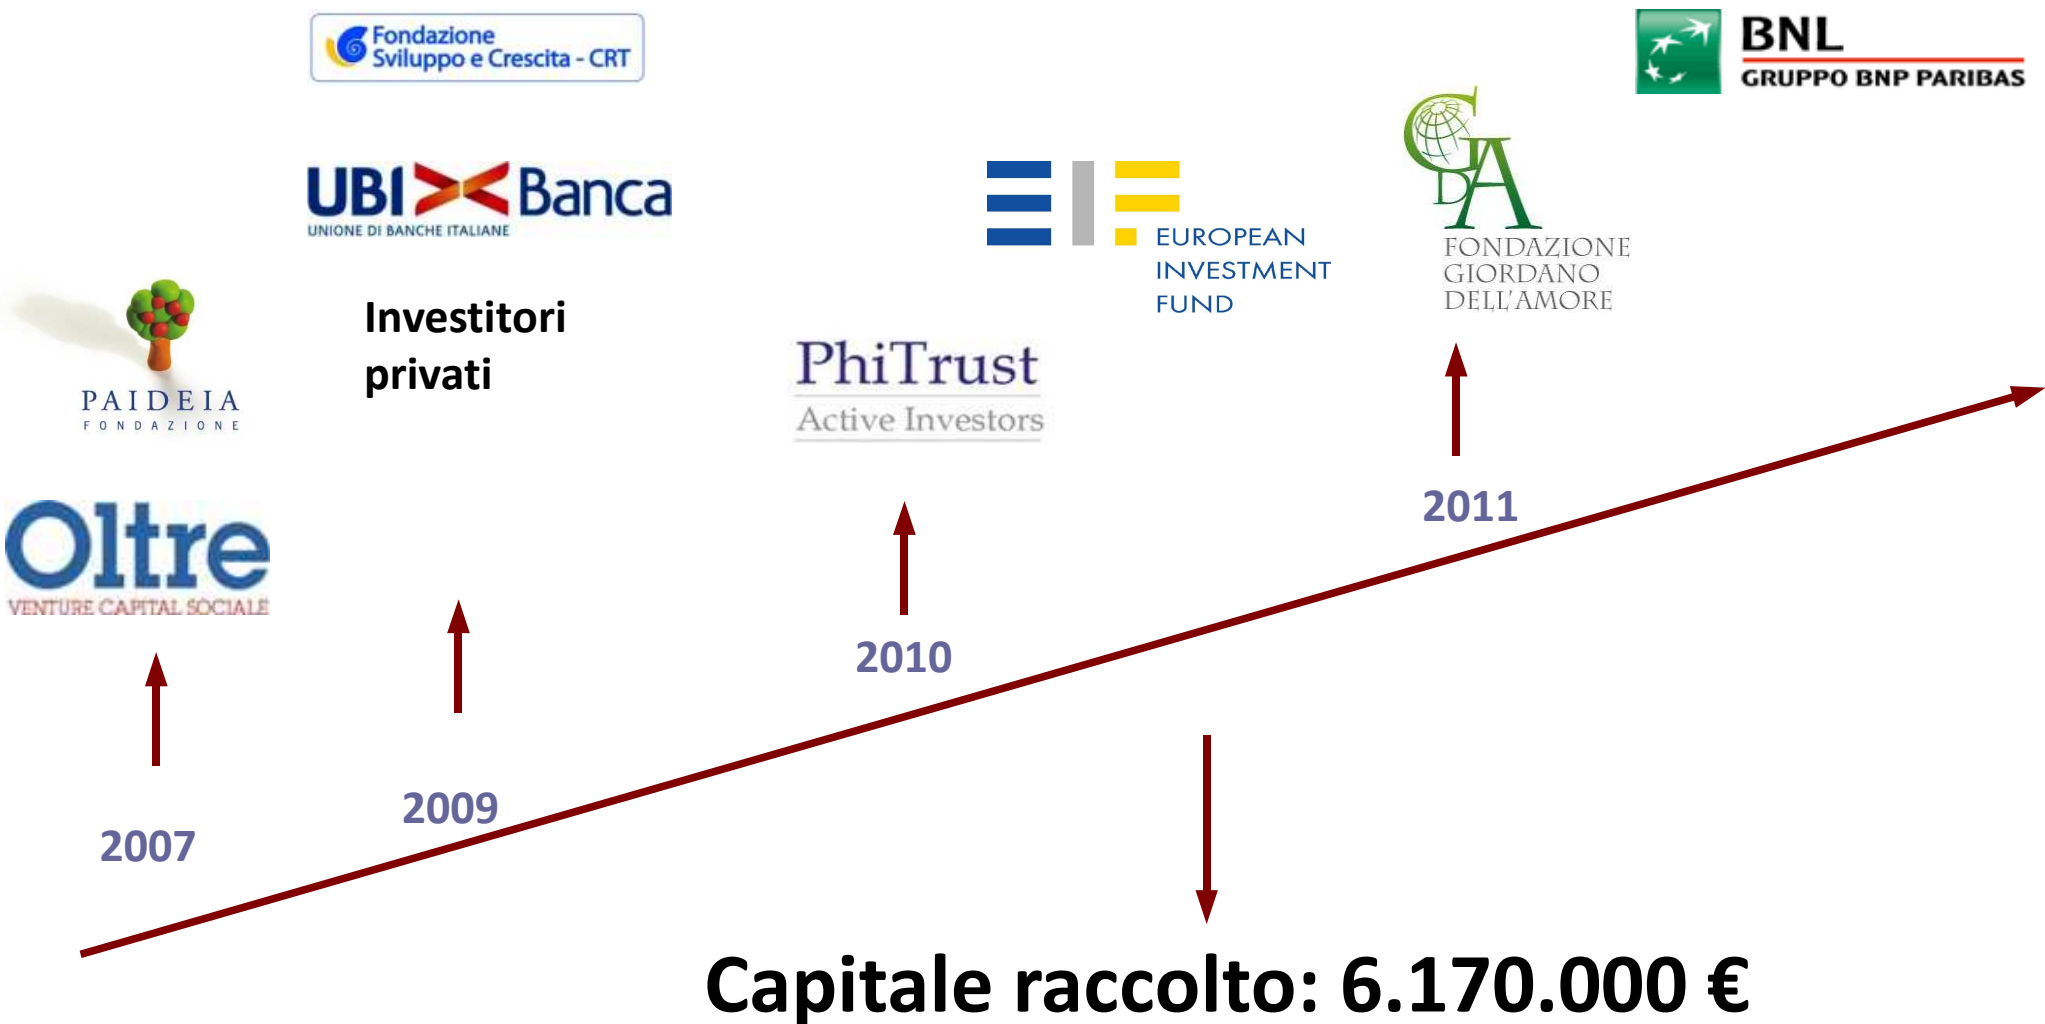 Fondazione
Sviluppo e Crescita - CRT
BNL
GRUPPO BNP PARIBAS
UBI Banca
UNIONE DI BANCHE ITALIANE
EIF
EUROPEAN
INVESTMENT
FUND
GDA
FONDAZIONE
GIORDANO
DELL'AMORE
Investitori
privati
PAIDEIA
FONDAZIONE
PhiTrust
Active Investors
Oltre
VENTURE CAPITAL SOCIALE
2011
2010
2009
2007
Capitale raccolto: 6.170.000 €